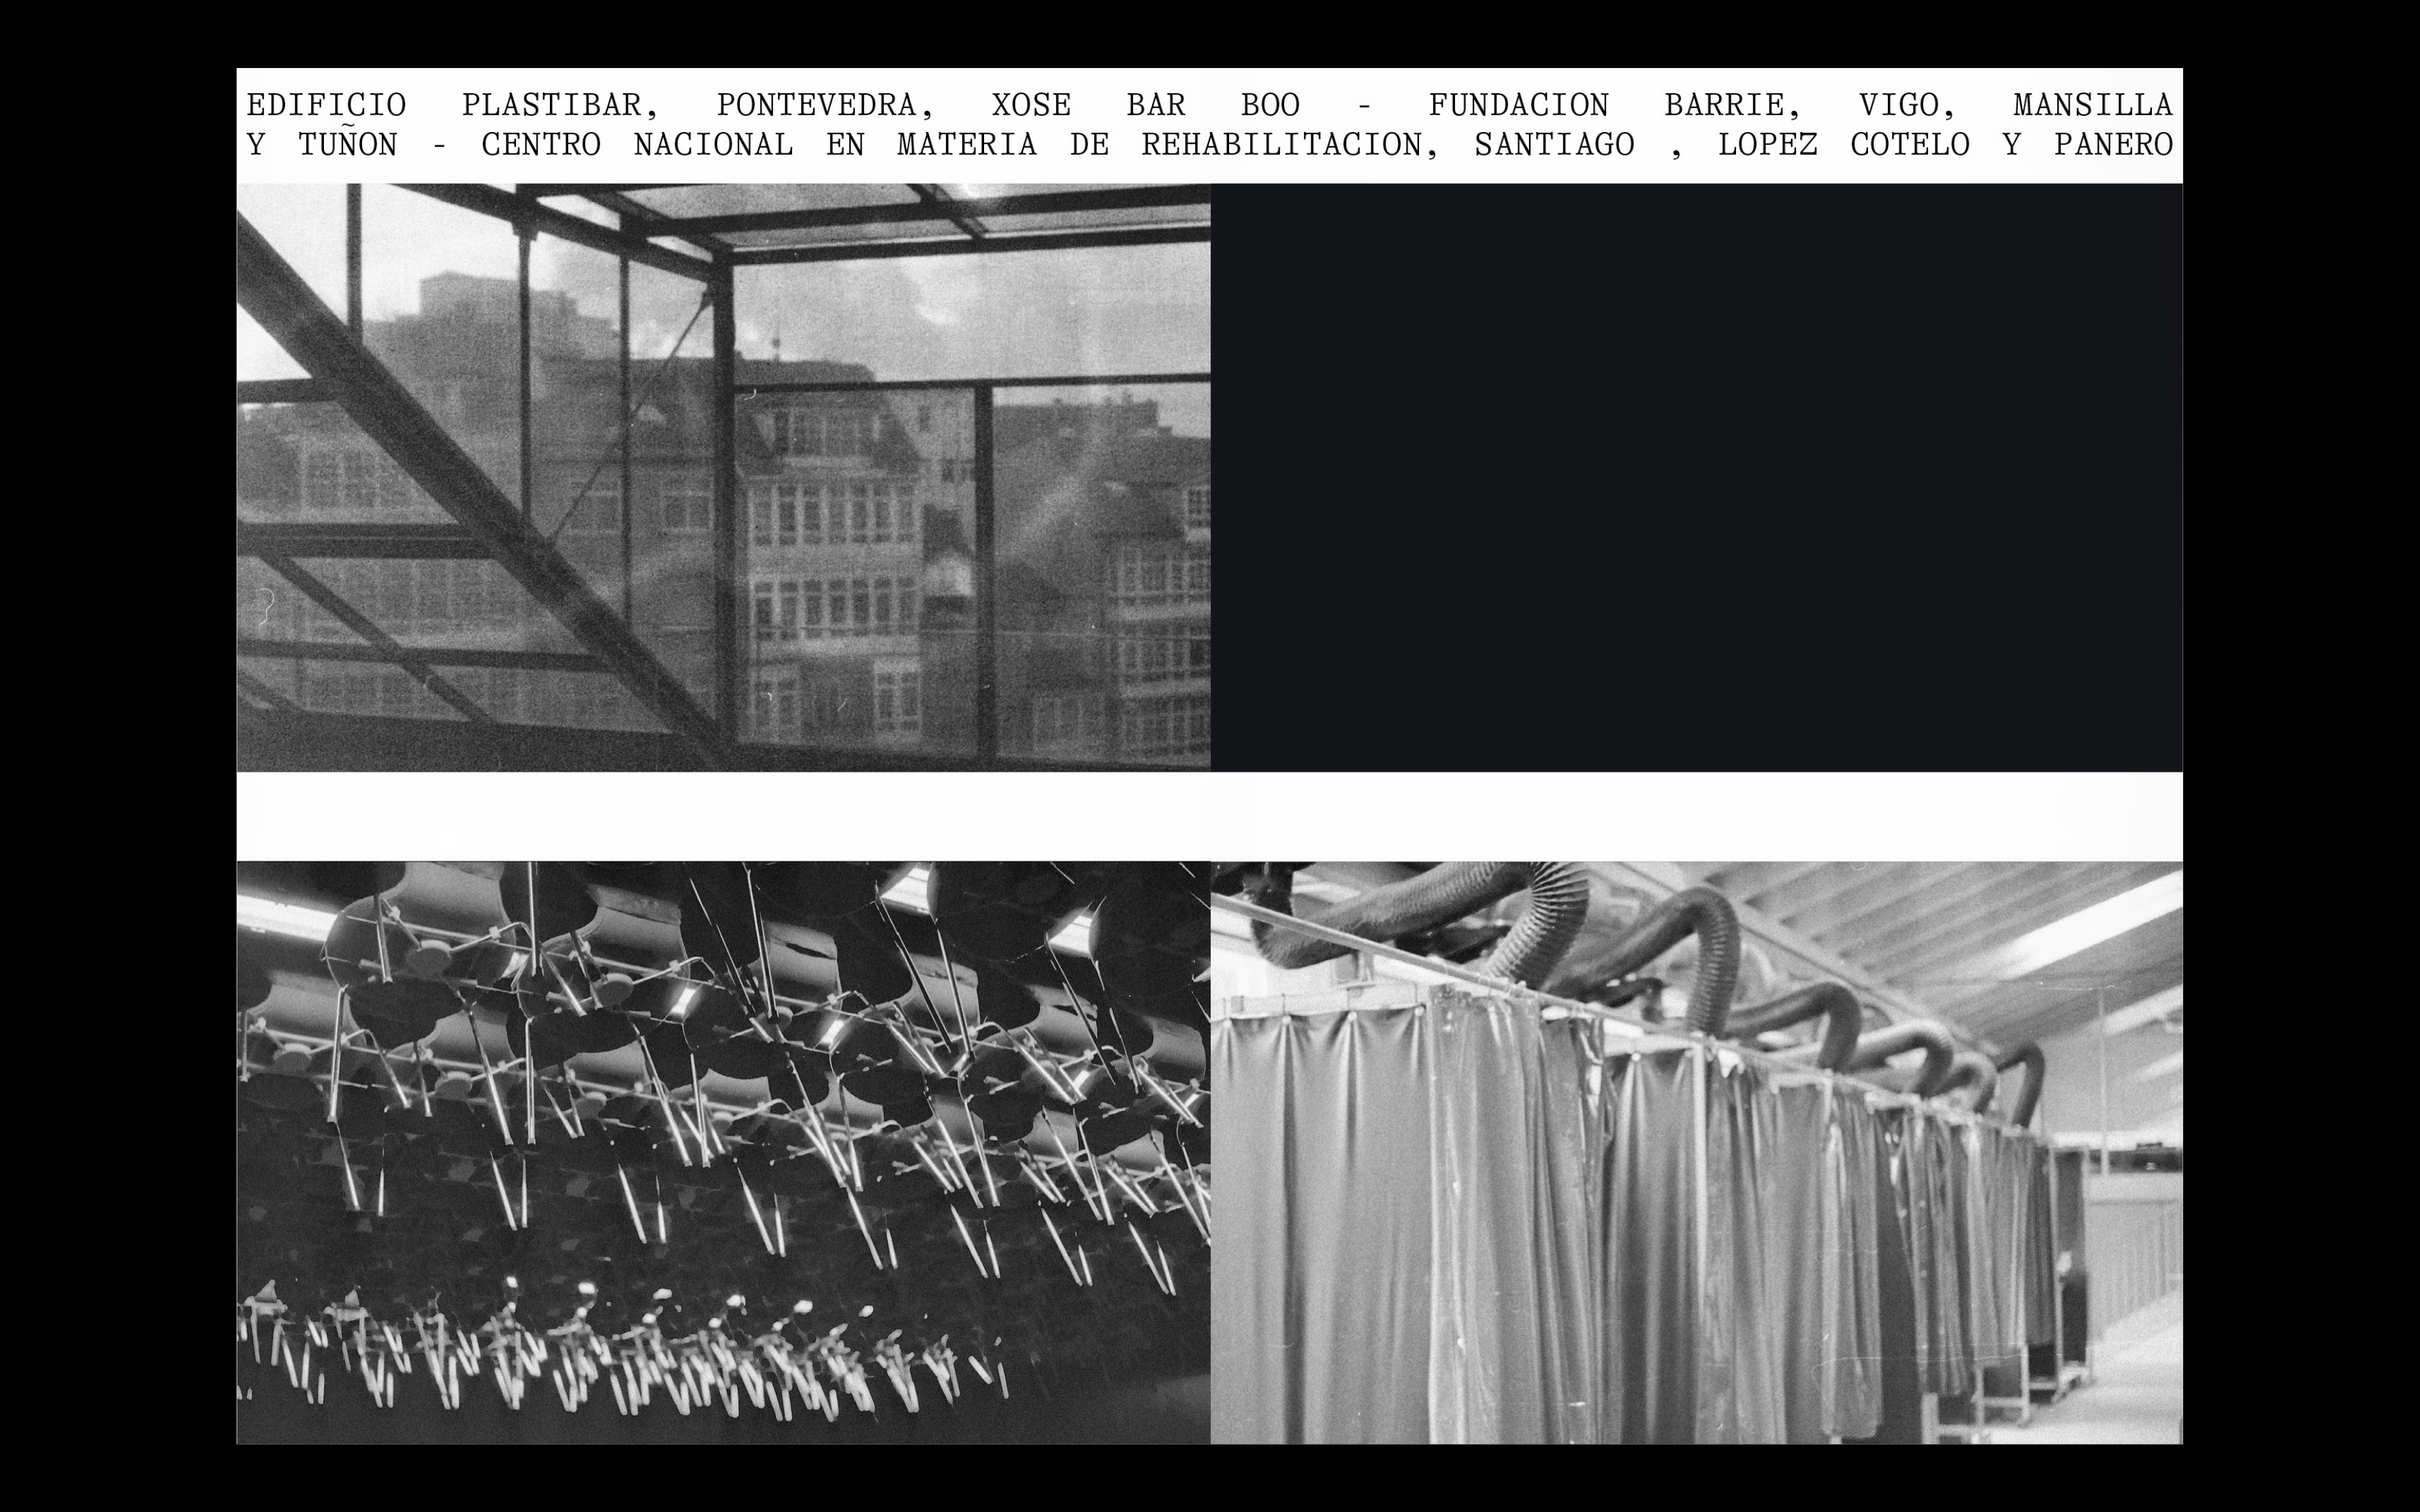 EDIFICIO PLASTIBAR, PONTEVEDRA, XOSE BAR BOO - FUNDACION BARRIE, VIGO, MANSILLA
Y TUÑON - CENTRO NACIONAL EN MATERIA DE REHABILITACION, SANTIAGO , LOPEZ COTELO Y PANERO